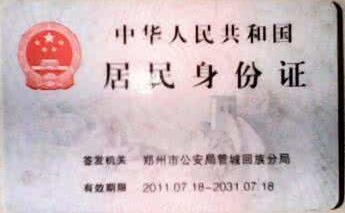 中华人民共和国
居民身份证
签发机关 郑州市公安局管城回族分局
有效期限 2011.07.18-2031.07.18